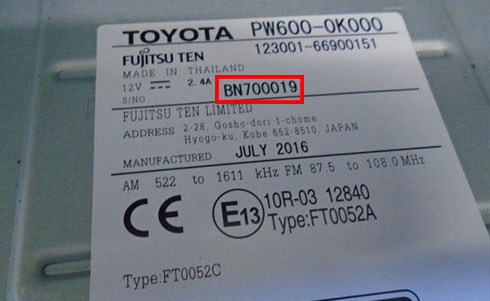 TOYOTA PW600-0K000
FUJITSU TEN 123001-66900151
MADE IN THAILAND
12V ⎓ 2.4A
S/NO BN700019
FUJITSU TEN LIMITED
ADDRESS 2-28, Gosho-dori 1-chome
Hyogo-ku, Kobe 652-8510, JAPAN
MANUFACTURED JULY 2016
AM 522 to 1611 kHz FM 87.5 to 108.0 MHz
CE E13 10R-03 12840
Type:FT0052A
Type:FT0052C